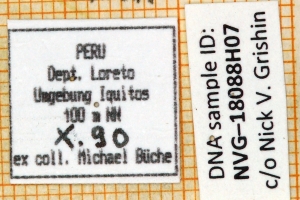 PERU
Dept. Loreto
Umgebung Iquitos
100 m NN
X. 90
ex coll. Michael Büche
DNA sample ID:
NVG-18088H07
c/o Nick V. Grishin